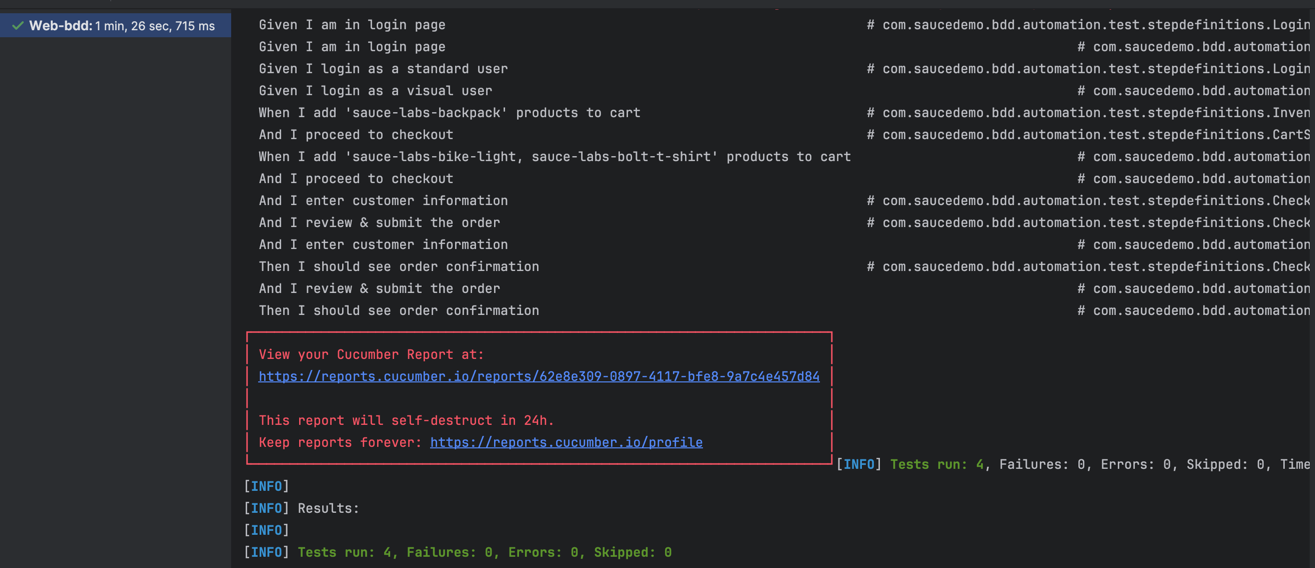 Web-bdd: 1 min, 26 sec, 715 ms
Given I am in login page # com.saucedemo.bdd.automation.test.stepdefinitions.Login
Given I am in login page # com.saucedemo.bdd.automation
Given I login as a standard user # com.saucedemo.bdd.automation.test.stepdefinitions.Login
Given I login as a visual user # com.saucedemo.bdd.automation
When I add 'sauce-labs-backpack' products to cart # com.saucedemo.bdd.automation.test.stepdefinitions.Inven
And I proceed to checkout # com.saucedemo.bdd.automation.test.stepdefinitions.CartS
When I add 'sauce-labs-bike-light, sauce-labs-bolt-t-shirt' products to cart # com.saucedemo.bdd.automation
And I proceed to checkout # com.saucedemo.bdd.automation
And I enter customer information # com.saucedemo.bdd.automation.test.stepdefinitions.Check
And I review & submit the order # com.saucedemo.bdd.automation.test.stepdefinitions.Check
And I enter customer information # com.saucedemo.bdd.automation
Then I should see order confirmation # com.saucedemo.bdd.automation.test.stepdefinitions.Check
And I review & submit the order # com.saucedemo.bdd.automation
Then I should see order confirmation # com.saucedemo.bdd.automation
View your Cucumber Report at:
https://reports.cucumber.io/reports/62e8e309-0897-4117-bfe8-9a7c4e457d84
This report will self-destruct in 24h.
Keep reports forever: https://reports.cucumber.io/profile
[INFO] Tests run: 4, Failures: 0, Errors: 0, Skipped: 0, Time
[INFO]
[INFO] Results:
[INFO]
[INFO] Tests run: 4, Failures: 0, Errors: 0, Skipped: 0